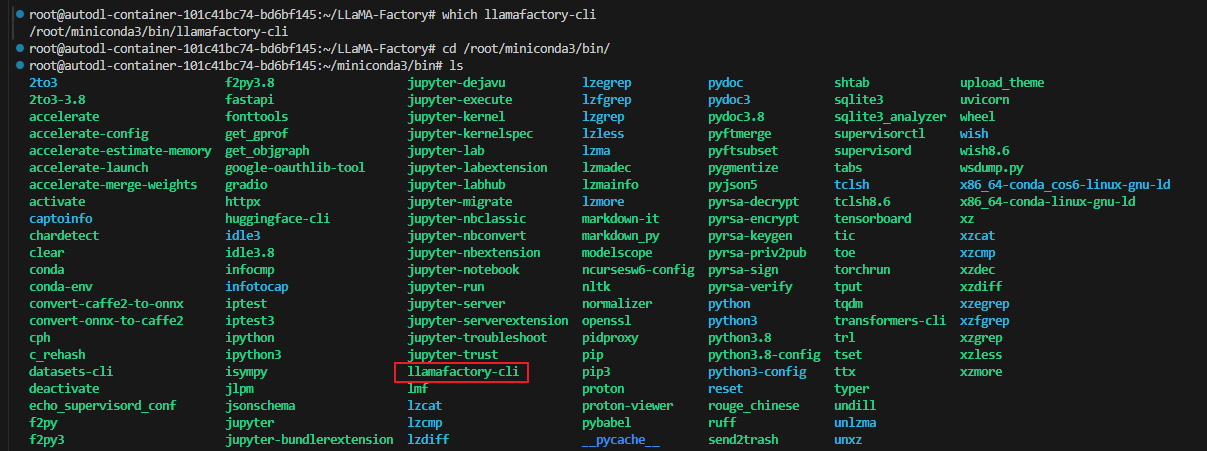 root@autodl-container-101c41bc74-bd6bf145:~/LLaMA-Factory# which llamafactory-cli
/root/miniconda3/bin/llamafactory-cli
root@autodl-container-101c41bc74-bd6bf145:~/LLaMA-Factory# cd /root/miniconda3/bin/
root@autodl-container-101c41bc74-bd6bf145:~/miniconda3/bin# ls
2to3 f2py3.8 jupyter-dejavu lzegrep pydoc shtab upload_theme
2to3-3.8 fastapi jupyter-execute lzfgrep pydoc3 sqlite3 uvicorn
accelerate fonttools jupyter-kernel lzgrep pydoc3.8 sqlite3_analyzer wheel
accelerate-config get_gprof jupyter-kernelspec lzless pyftmerge supervisorctl wish
accelerate-estimate-memory get_objgraph jupyter-lab lzma pyftsubset supervisord wish8.6
accelerate-launch google-oauthlib-tool jupyter-labextension lzmadec pygmentize tabs wsdump.py
accelerate-merge-weights gradio jupyter-labhub lzmainfo pyjson5 tclsh x86_64-conda_cos6-linux-gnu-ld
activate httpx jupyter-migrate lzmore pyrsa-decrypt tclsh8.6 x86_64-conda-linux-gnu-ld
captoinfo huggingface-cli jupyter-nbclassic markdown-it pyrsa-encrypt tensorboard xz
chardetect idle3 jupyter-nbconvert markdown_py pyrsa-keygen tic xzcat
clear idle3.8 jupyter-nbextension modelscope pyrsa-priv2pub toe xzcmp
conda infocmp jupyter-notebook ncursesw6-config pyrsa-sign torchrun xzdec
conda-env infotocap jupyter-run nltk pyrsa-verify tput xzdiff
convert-caffe2-to-onnx iptest jupyter-server normalizer python tqdm xzegrep
convert-onnx-to-caffe2 iptest3 jupyter-serverextension openssl python3 transformers-cli xzfgrep
cph ipython jupyter-troubleshoot pidproxy python3.8 trl xzgrep
c_rehash ipython3 jupyter-trust pip python3.8-config tset xzless
datasets-cli isympy llamafactory-cli pip3 python3-config ttx xzmore
deactivate jlpm lmf proton reset typer
echo_supervisord_conf jsonschema lzcat proton-viewer rouge_chinese undill
f2py jupyter lzcmp pybabel ruff unlzma
f2py3 jupyter-bundlerextension lzdiff __pycache__ send2trash unxz